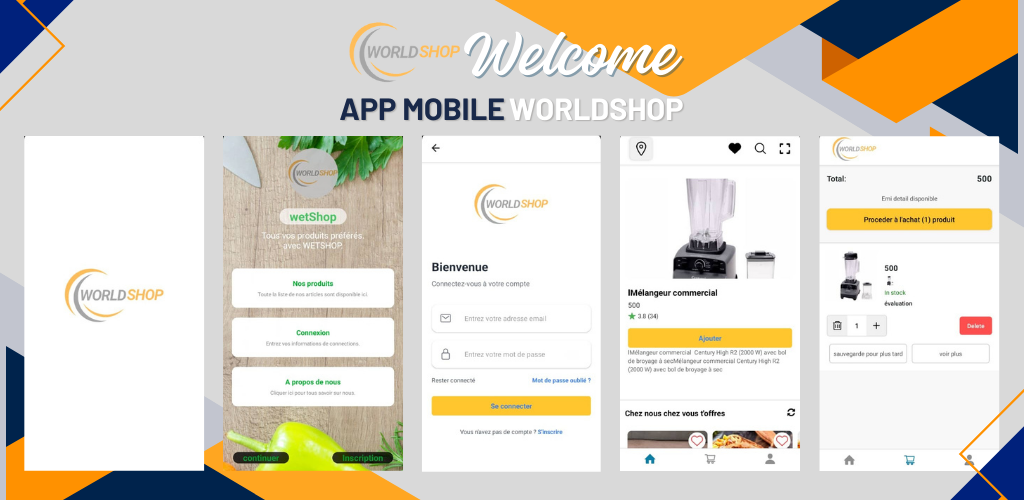 WORLDSHOP Welcome
APP MOBILE WORLDSHOP
WORLDSHOP
WORLDSHOP
wetShop
Tous vos produits préférés,
avec WETSHOP.
Nos produits
Toute la liste de nos articles sont disponible ici.
Connexion
Entrez vos informations de connections.
A propos de nous
Cliquer ici pour tous savoir sur nous.
continuer
inscription
WORLDSHOP
Bienvenue
Connectez-vous à votre compte
Entrez votre adresse email
Entrez votre mot de passe
Rester connecté
Mot de passe oublié ?
Se connecter
Vous n'avez pas de compte ? S'inscrire
IMélangeur commercial
500
3.8 (34)
Ajouter
IMélangeur commercial Century High R2 (2000 W) avec bol
de broyage à secMélangeur commercial Century High R2
(2000 W) avec bol de broyage à sec
Chez nous chez vous t'offres
WORLDSHOP
Total: 500
Emi detail disponible
Proceder à l'achat (1) produit
500
in stock
évaluation
1
Delete
sauvegarde pour plus tard
voir plus